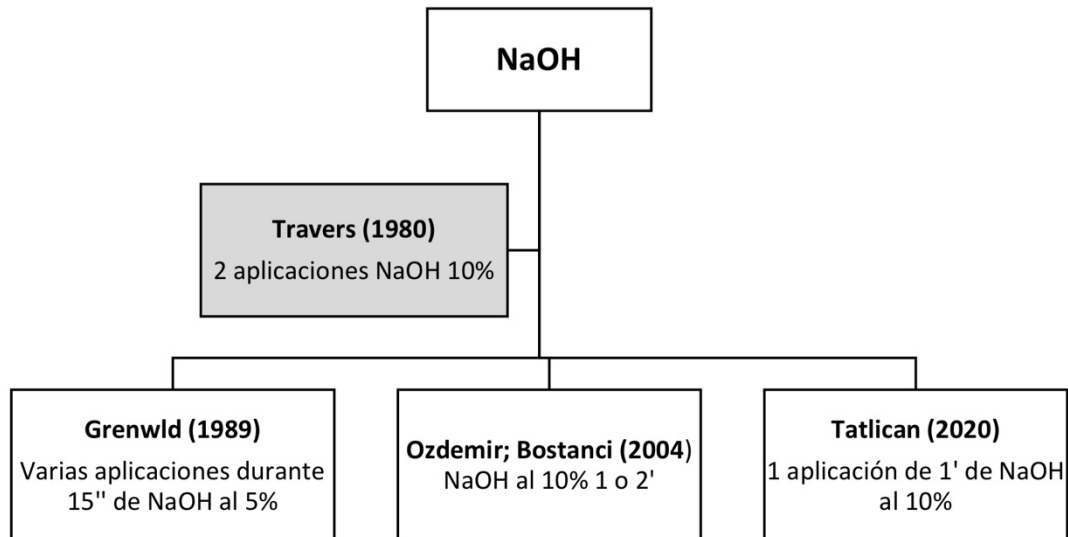 NaOH
Travers (1980)
2 aplicaciones NaOH 10%
Grenwld (1989)
Varias aplicaciones durante
15'' de NaOH al 5%
Ozdemir; Bostanci (2004)
NaOH al 10% 1 o 2'
Tatlican (2020)
1 aplicación de 1' de NaOH
al 10%